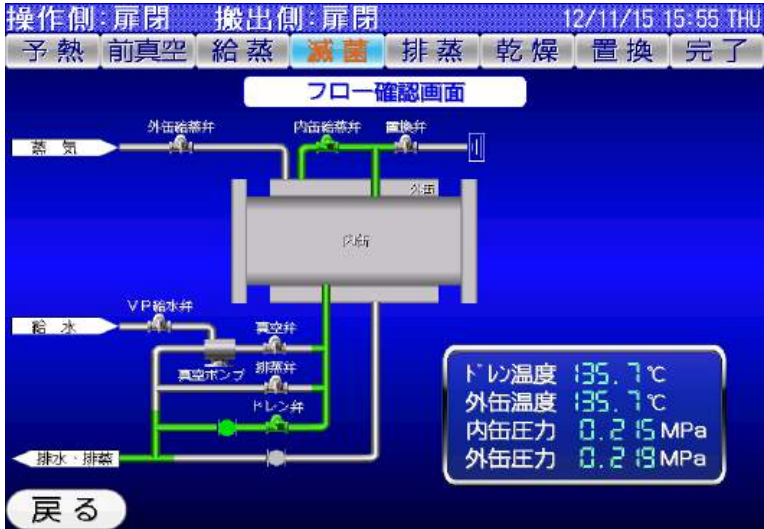 操作側:扉閉 搬出側:扉閉 12/11/15 15:55 THU
予熱 前真空 給蒸 滅菌 排蒸 乾燥 置換 完了
フロー確認画面
外缶給蒸弁 内缶給蒸弁 置換弁
蒸気
外缶
内缶
VP給水弁
給水
真空弁
真空ポンプ 排蒸弁
ドレン弁
排水・排蒸
ドレン温度 135.7℃
外缶温度 135.7℃
内缶圧力 0.215MPa
外缶圧力 0.219MPa
戻る